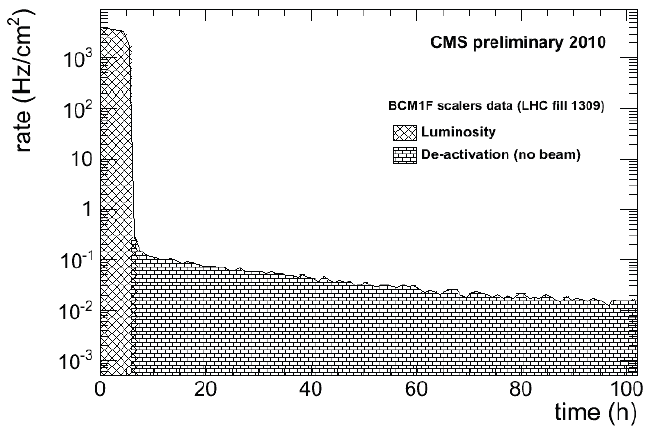 CMS preliminary 2010
BCM1F scalers data (LHC fill 1309)
Luminosity
De-activation (no beam)
rate (Hz/cm²)
10³
10²
10
1
10⁻¹
10⁻²
10⁻³
0 20 40 60 80 100
time (h)